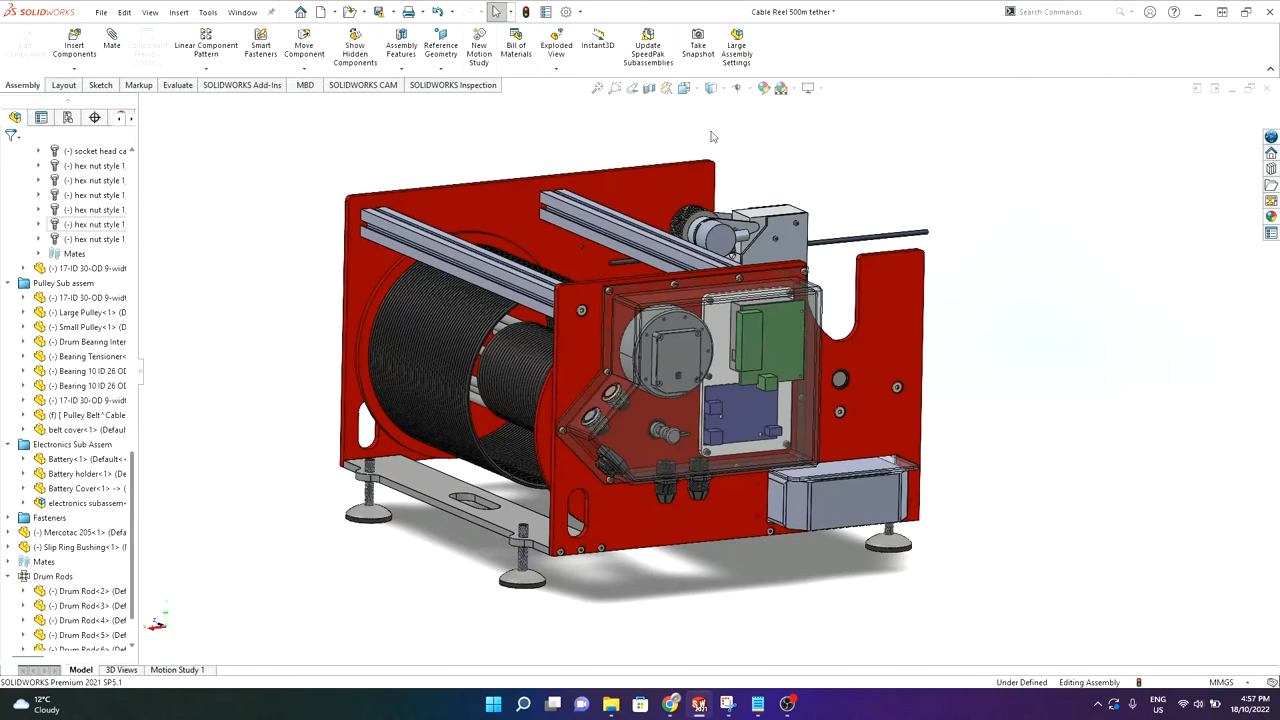 SOLIDWORKS
File Edit View Insert Tools Window
Cable Reel 500m tether *
Search Commands
Edit Component
Insert Components
Mate
Component Preview Window
Linear Component Pattern
Smart Fasteners
Move Component
Show Hidden Components
Assembly Features
Reference Geometry
New Motion Study
Bill of Materials
Exploded View
Instant3D
Update SpeedPak Subassemblies
Take Snapshot
Large Assembly Settings
Assembly Layout Sketch Markup Evaluate SOLIDWORKS Add-Ins MBD SOLIDWORKS CAM SOLIDWORKS Inspection
(-) socket head ca
(-) hex nut style 1
(-) hex nut style 1
(-) hex nut style 1
(-) hex nut style 1
(-) hex nut style 1
(-) hex nut style 1
Mates
(-) 17-ID 30-OD 9-widt
Pulley Sub assem
(-) 17-ID 30-OD 9-widt
(-) Large Pulley<1> (D
(-) Small Pulley<1> (D
(-) Drum Bearing Inter
(-) Bearing Tensioner<
(-) Bearing 10 ID 26 OD
(-) Bearing 10 ID 26 OD
(-) 17-ID 30-OD 9-widt
(f) [ Pulley Belt^Cable
belt cover<1> (Defaul
Electronics Sub Assem
Battery<1> (Default<
Battery holder<1> (De
Battery Cover<1> -> (
electronics subassem
Fasteners
(-) Mercotac 205<1> (Defa
(-) Slip Ring Bushing<1> (
Mates
Drum Rods
(-) Drum Rod<2> (Def
(-) Drum Rod<3> (Def
(-) Drum Rod<4> (Def
(-) Drum Rod<5> (Def
(-) Drum Rod<6> (Def
Model 3D Views Motion Study 1
SOLIDWORKS Premium 2021 SP5.1
Under Defined Editing Assembly MMGS
12°C
Cloudy
ENG
US
4:57 PM
18/10/2022